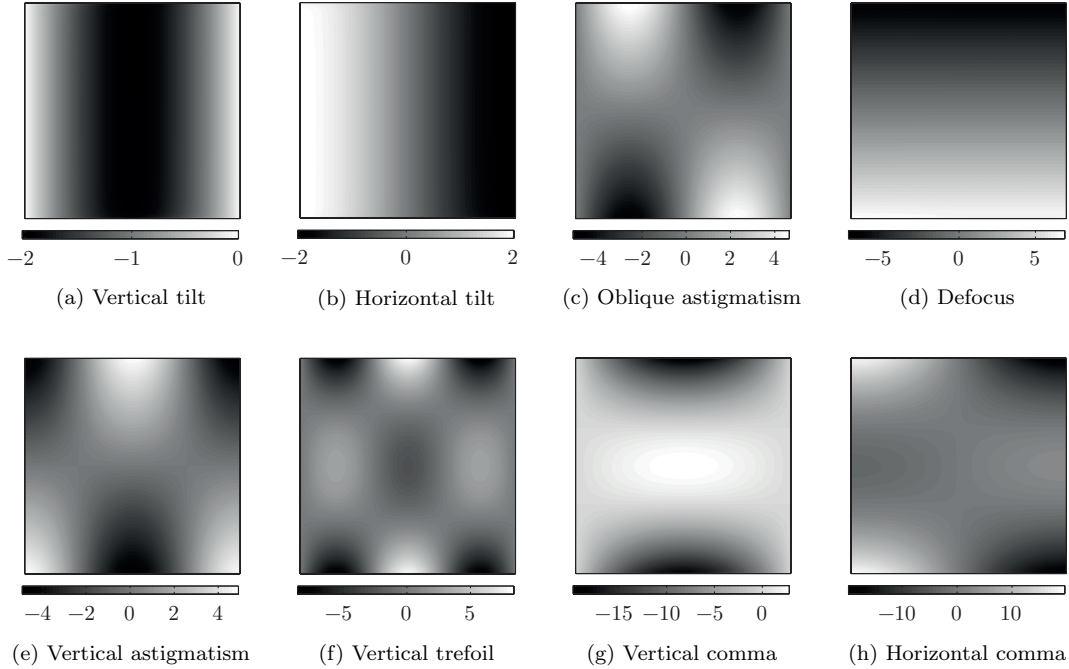 −2 −1 0
−2 0 2
−4 −2 0 2 4
−5 0 5
(a) Vertical tilt
(b) Horizontal tilt
(c) Oblique astigmatism
(d) Defocus
−4 −2 0 2 4
−5 0 5
−15 −10 −5 0
−10 0 10
(e) Vertical astigmatism
(f) Vertical trefoil
(g) Vertical comma
(h) Horizontal comma